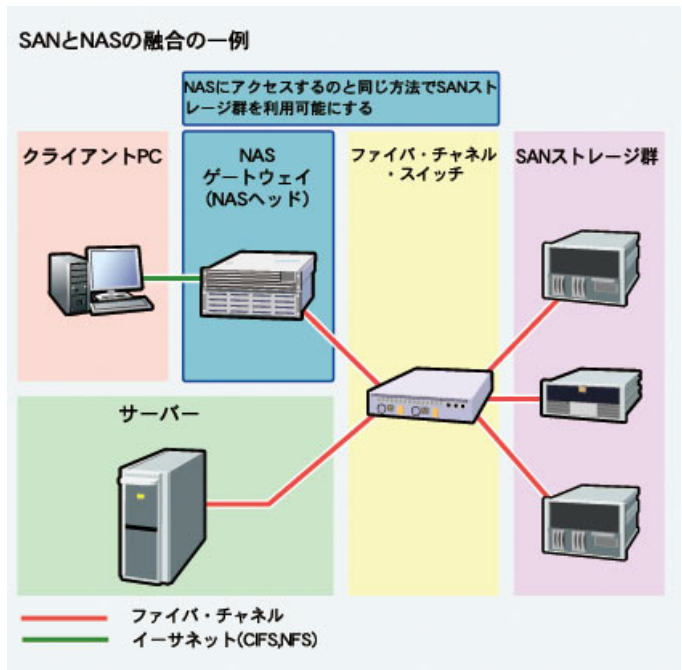 SANとNASの融合の一例
NASにアクセスするのと同じ方法でSANスト
レージ群を利用可能にする
クライアントPC
NAS
ゲートウェイ
(NASヘッド)
ファイバ・チャネル
・スイッチ
SANストレージ群
サーバー
ファイバ・チャネル
イーサネット(CIFS,NFS)